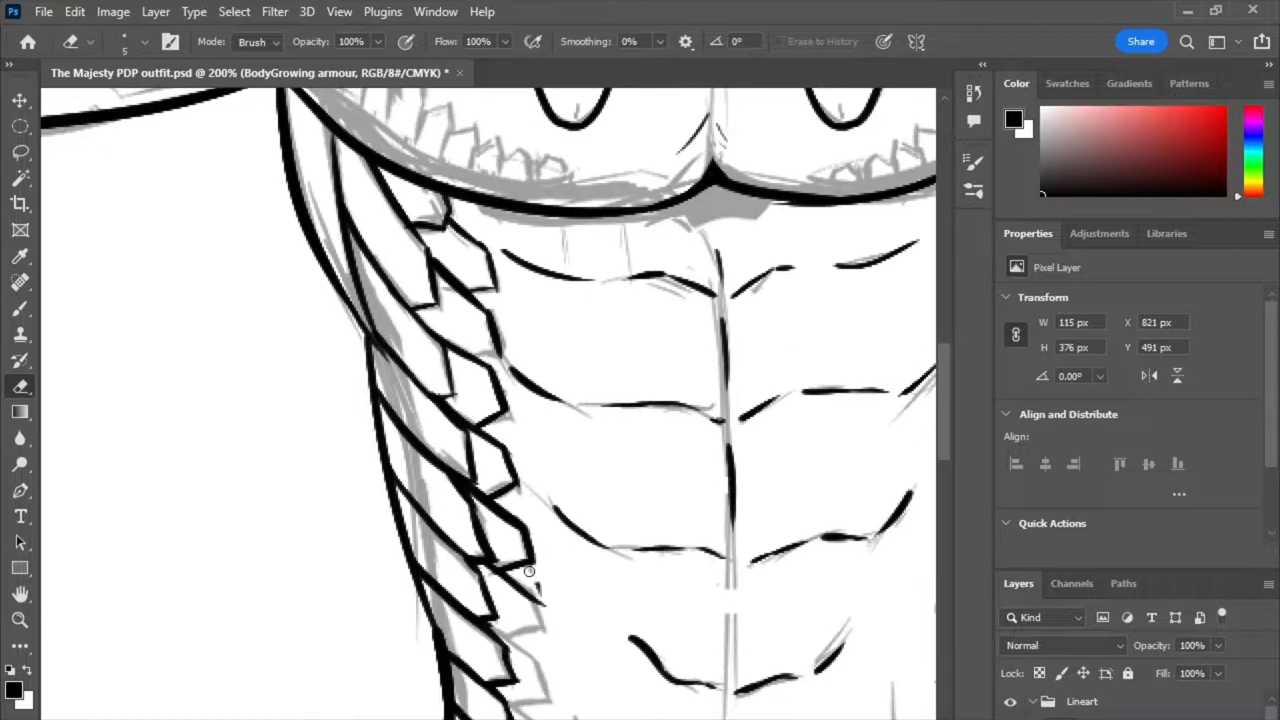 Ps File Edit Image Layer Type Select Filter 3D View Plugins Window Help
5 Mode: Brush Opacity: 100% Flow: 100% Smoothing: 0% 0° Erase to History Share
The Majesty PDP outfit.psd @ 200% (BodyGrowing armour, RGB/8#/CMYK) * ×
Color Swatches Gradients Patterns
Properties Adjustments Libraries
Pixel Layer
Transform
W 115 px X 821 px
H 376 px Y 491 px
0.00°
Align and Distribute
Align:
Quick Actions
Layers Channels Paths
Kind
Normal Opacity: 100%
Lock: Fill: 100%
Lineart